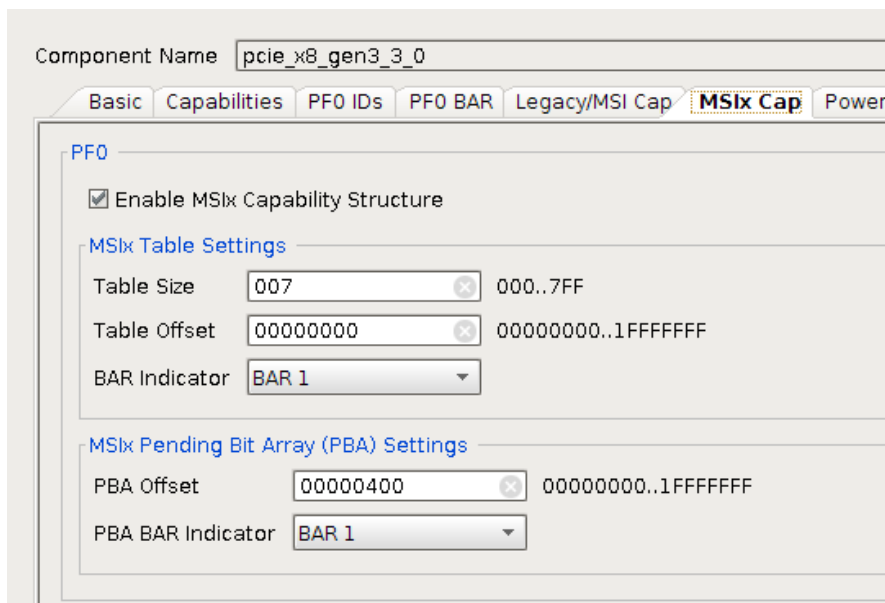 Component Name pcie_x8_gen3_3_0
Basic Capabilities PF0 IDs PF0 BAR Legacy/MSI Cap MSIx Cap Power
PF0
Enable MSIx Capability Structure
MSIx Table Settings
Table Size 007 000..7FF
Table Offset 00000000 00000000..1FFFFFFF
BAR Indicator BAR 1
MSIx Pending Bit Array (PBA) Settings
PBA Offset 00000400 00000000..1FFFFFFF
PBA BAR Indicator BAR 1